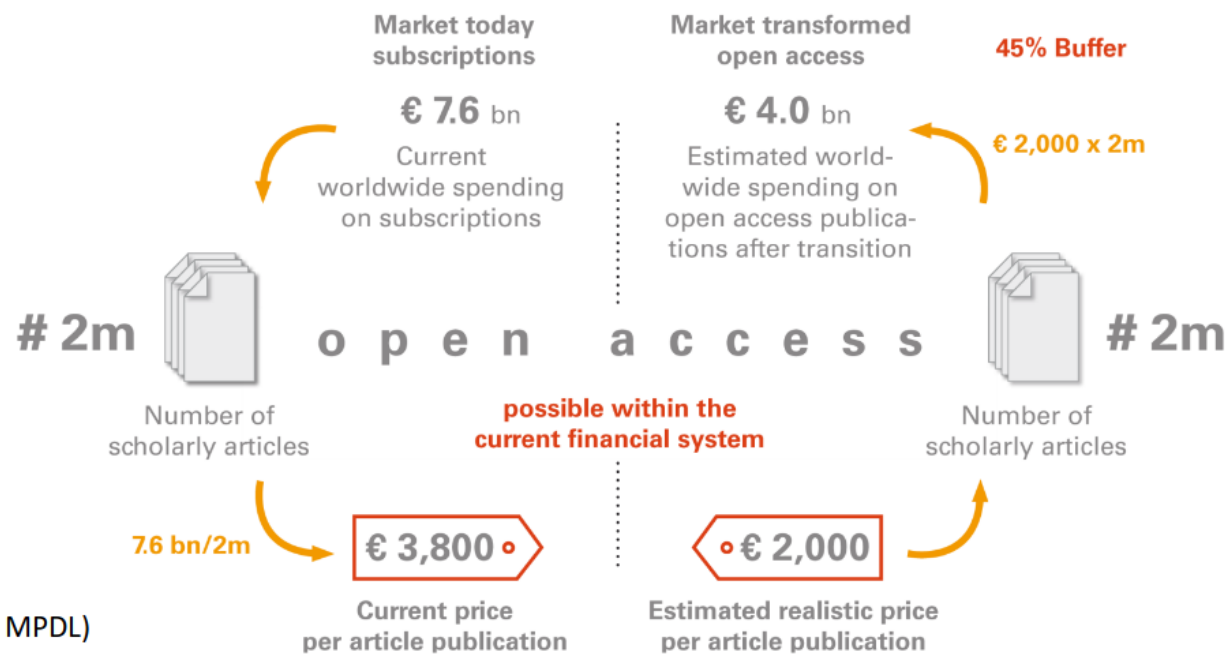 Market today
subscriptions
€ 7.6 bn
Current
worldwide spending
on subscriptions
Market transformed
open access
€ 4.0 bn
Estimated world-
wide spending on
open access publica-
tions after transition
45% Buffer
€ 2,000 x 2m
# 2m
Number of
scholarly articles
open access
# 2m
Number of
scholarly articles
possible within the
current financial system
7.6 bn/2m
€ 3,800
Current price
per article publication
€ 2,000
Estimated realistic price
per article publication
MPDL)